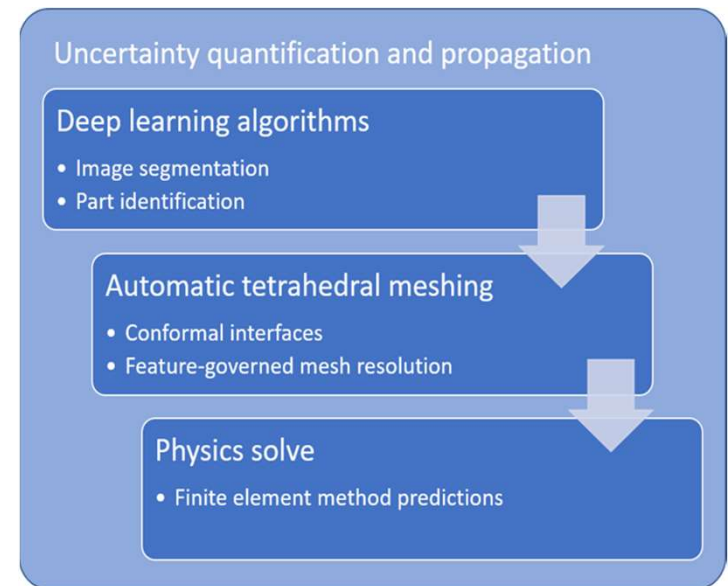 Uncertainty quantification and propagation
Deep learning algorithms
• Image segmentation
• Part identification
Automatic tetrahedral meshing
• Conformal interfaces
• Feature-governed mesh resolution
Physics solve
• Finite element method predictions